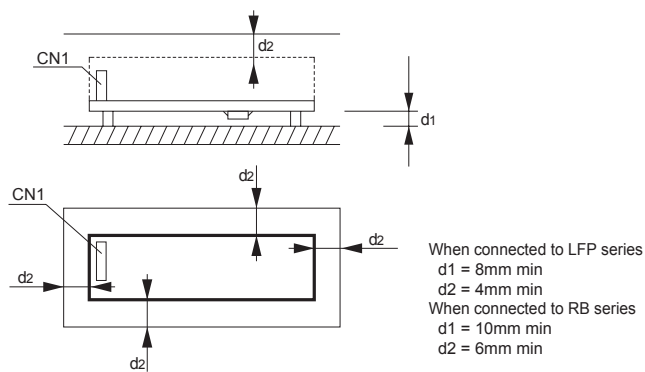 d2
CN1
d1
d2
CN1
d2
d2
d2
When connected to LFP series
d1 = 8mm min
d2 = 4mm min
When connected to RB series
d1 = 10mm min
d2 = 6mm min